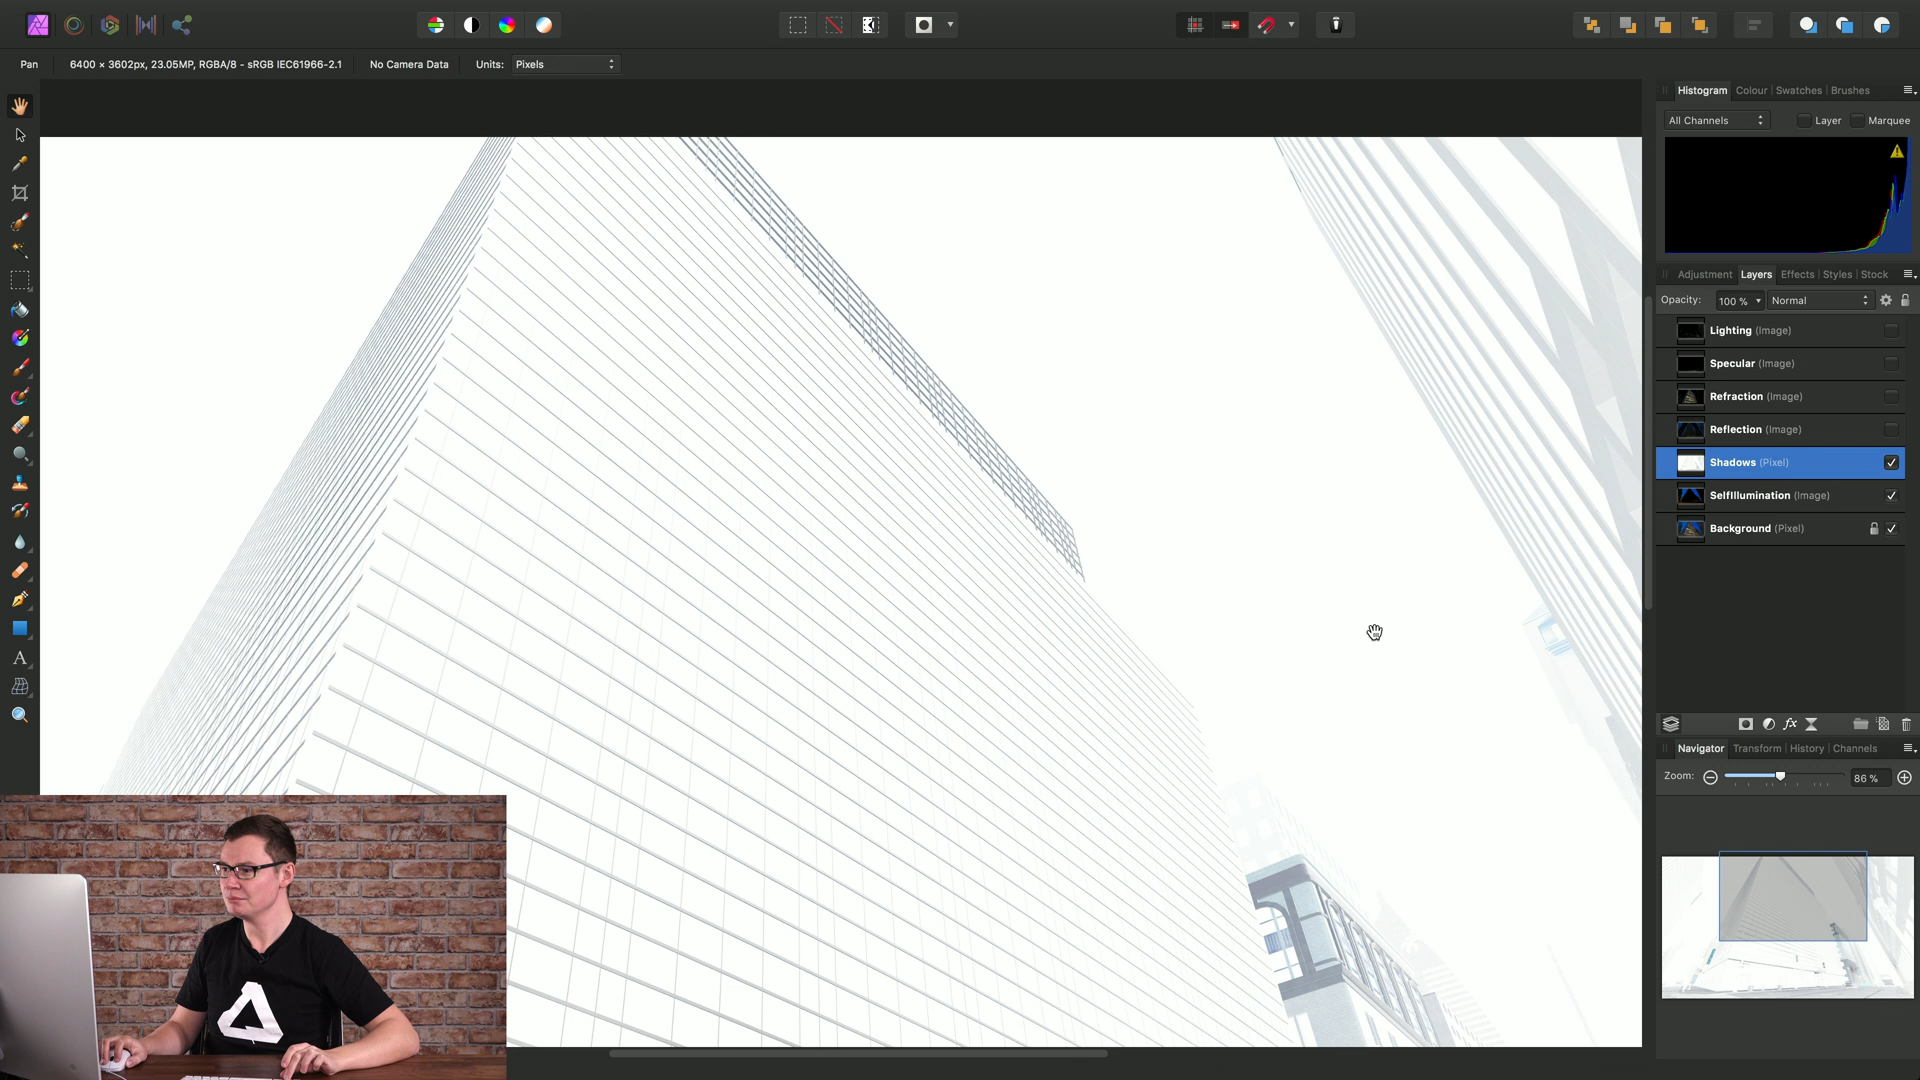 Pan
6400 × 3602px, 23.05MP, RGBA/8 - sRGB IEC61966-2.1
No Camera Data
Units:
Pixels
Histogram
Colour
Swatches
Brushes
All Channels
Layer
Marquee
Adjustment
Layers
Effects
Styles
Stock
Opacity:
100 %
Normal
Lighting (Image)
Specular (Image)
Refraction (Image)
Reflection (Image)
Shadows (Pixel)
SelfIllumination (Image)
Background (Pixel)
fx
Navigator
Transform
History
Channels
Zoom:
86 %